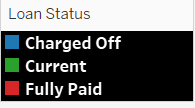 Loan Status
Charged Off
Current
Fully Paid